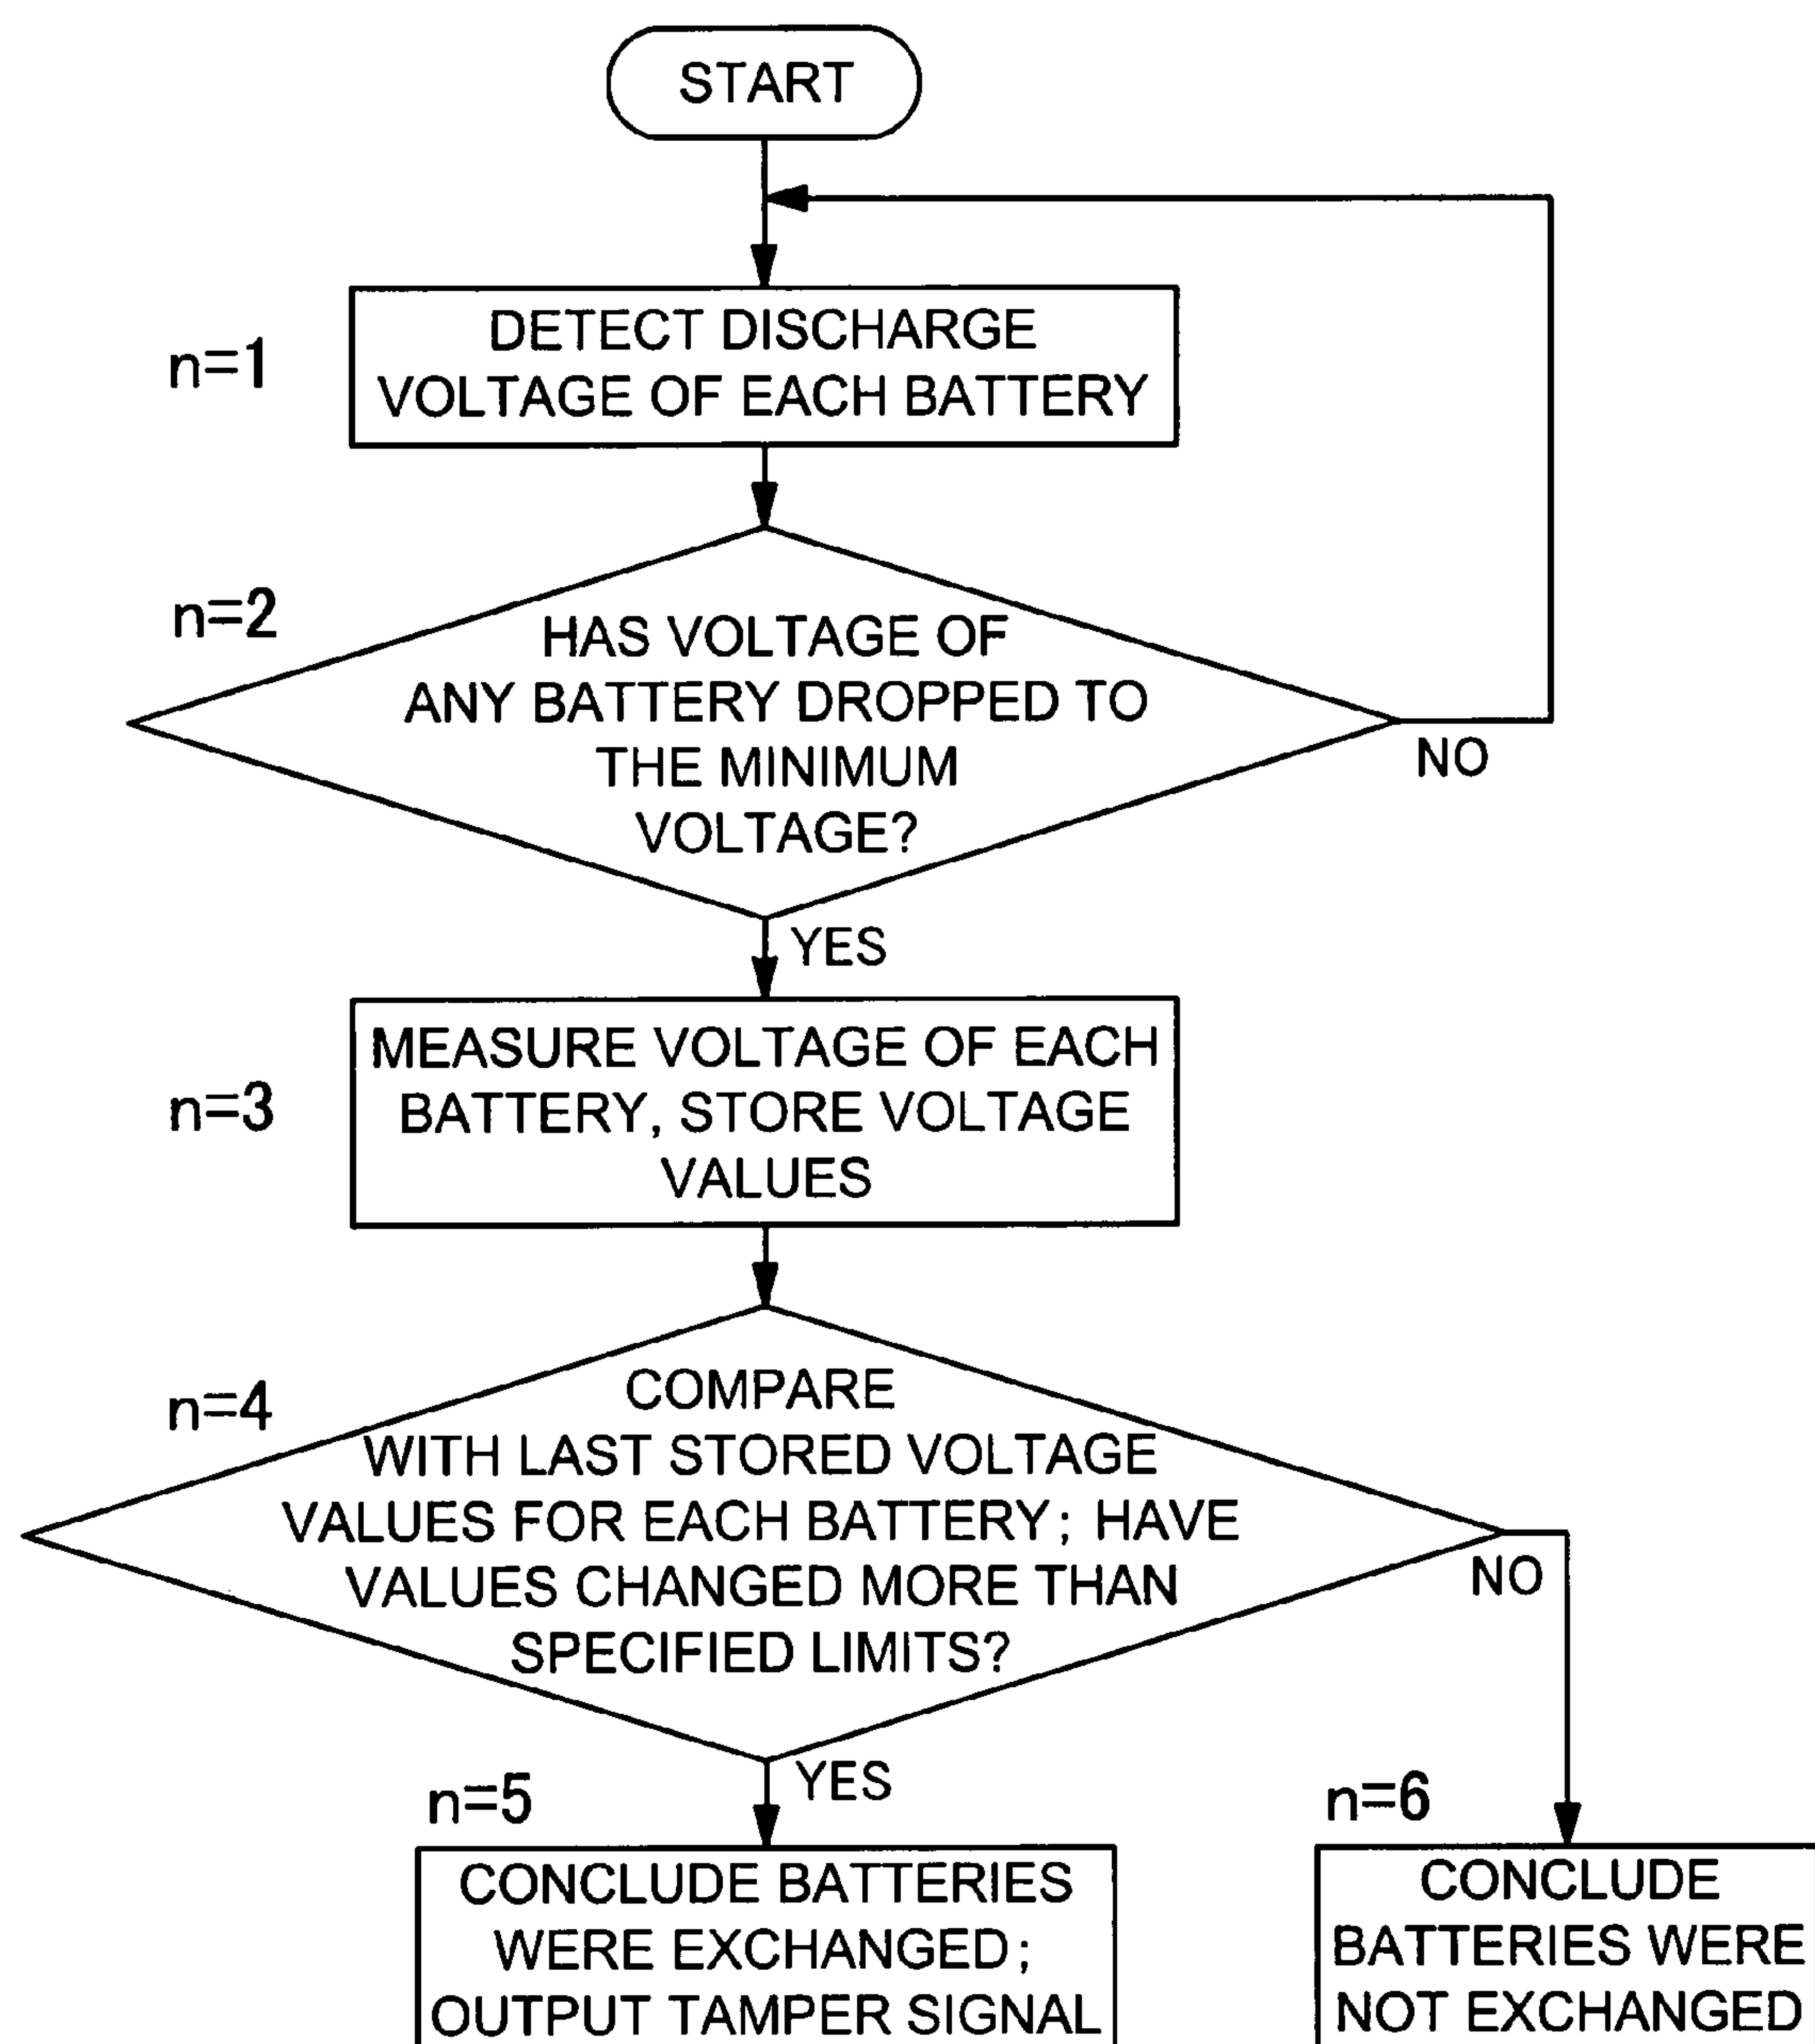 START
n=1
DETECT DISCHARGE
VOLTAGE OF EACH BATTERY
n=2
HAS VOLTAGE OF
ANY BATTERY DROPPED TO
THE MINIMUM
VOLTAGE?
NO
YES
n=3
MEASURE VOLTAGE OF EACH
BATTERY, STORE VOLTAGE
VALUES
n=4
COMPARE
WITH LAST STORED VOLTAGE
VALUES FOR EACH BATTERY; HAVE
VALUES CHANGED MORE THAN
SPECIFIED LIMITS?
NO
YES
n=5
CONCLUDE BATTERIES
WERE EXCHANGED;
OUTPUT TAMPER SIGNAL
n=6
CONCLUDE
BATTERIES WERE
NOT EXCHANGED